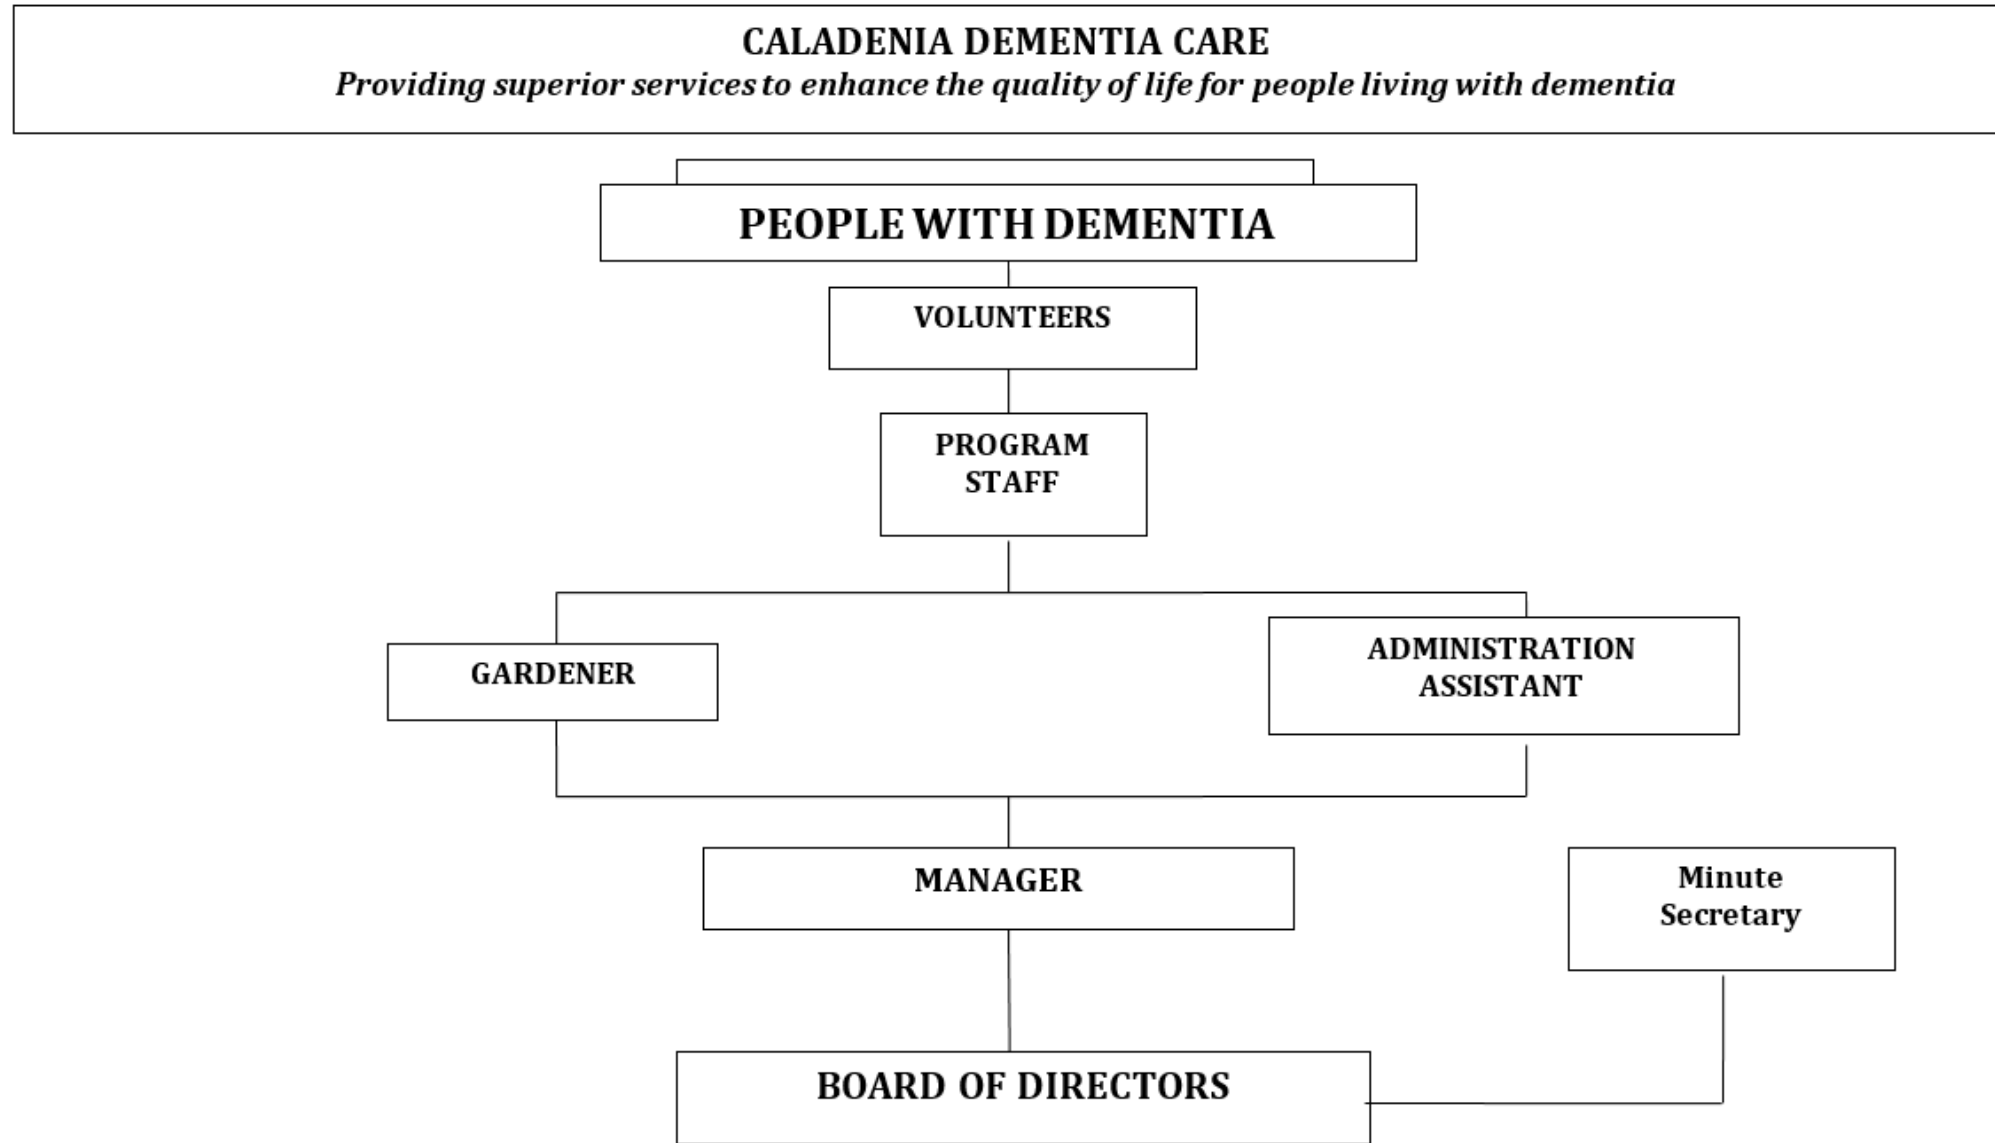 CALADENIA DEMENTIA CARE
Providing superior services to enhance the quality of life for people living with dementia
PEOPLE WITH DEMENTIA
VOLUNTEERS
PROGRAM
STAFF
GARDENER
ADMINISTRATION
ASSISTANT
MANAGER
Minute
Secretary
BOARD OF DIRECTORS